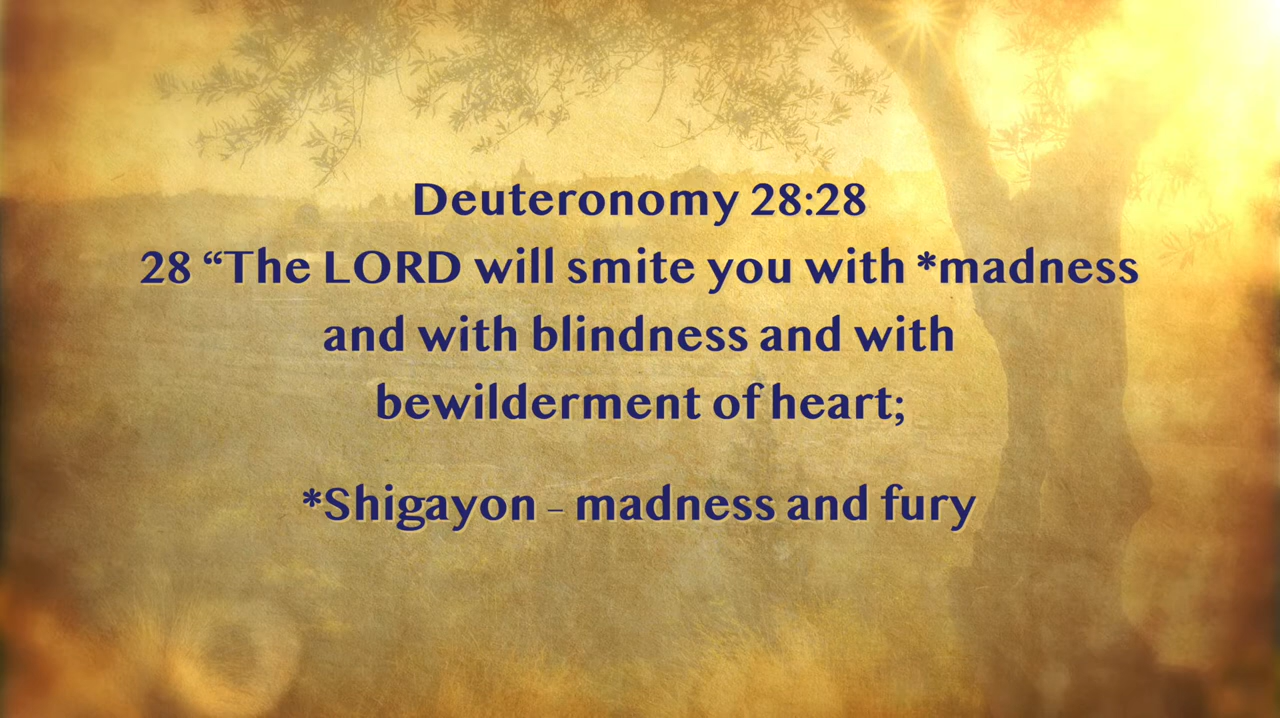 Deuteronomy 28:28
28 “The LORD will smite you with *madness
and with blindness and with
bewilderment of heart;
*Shigayon – madness and fury